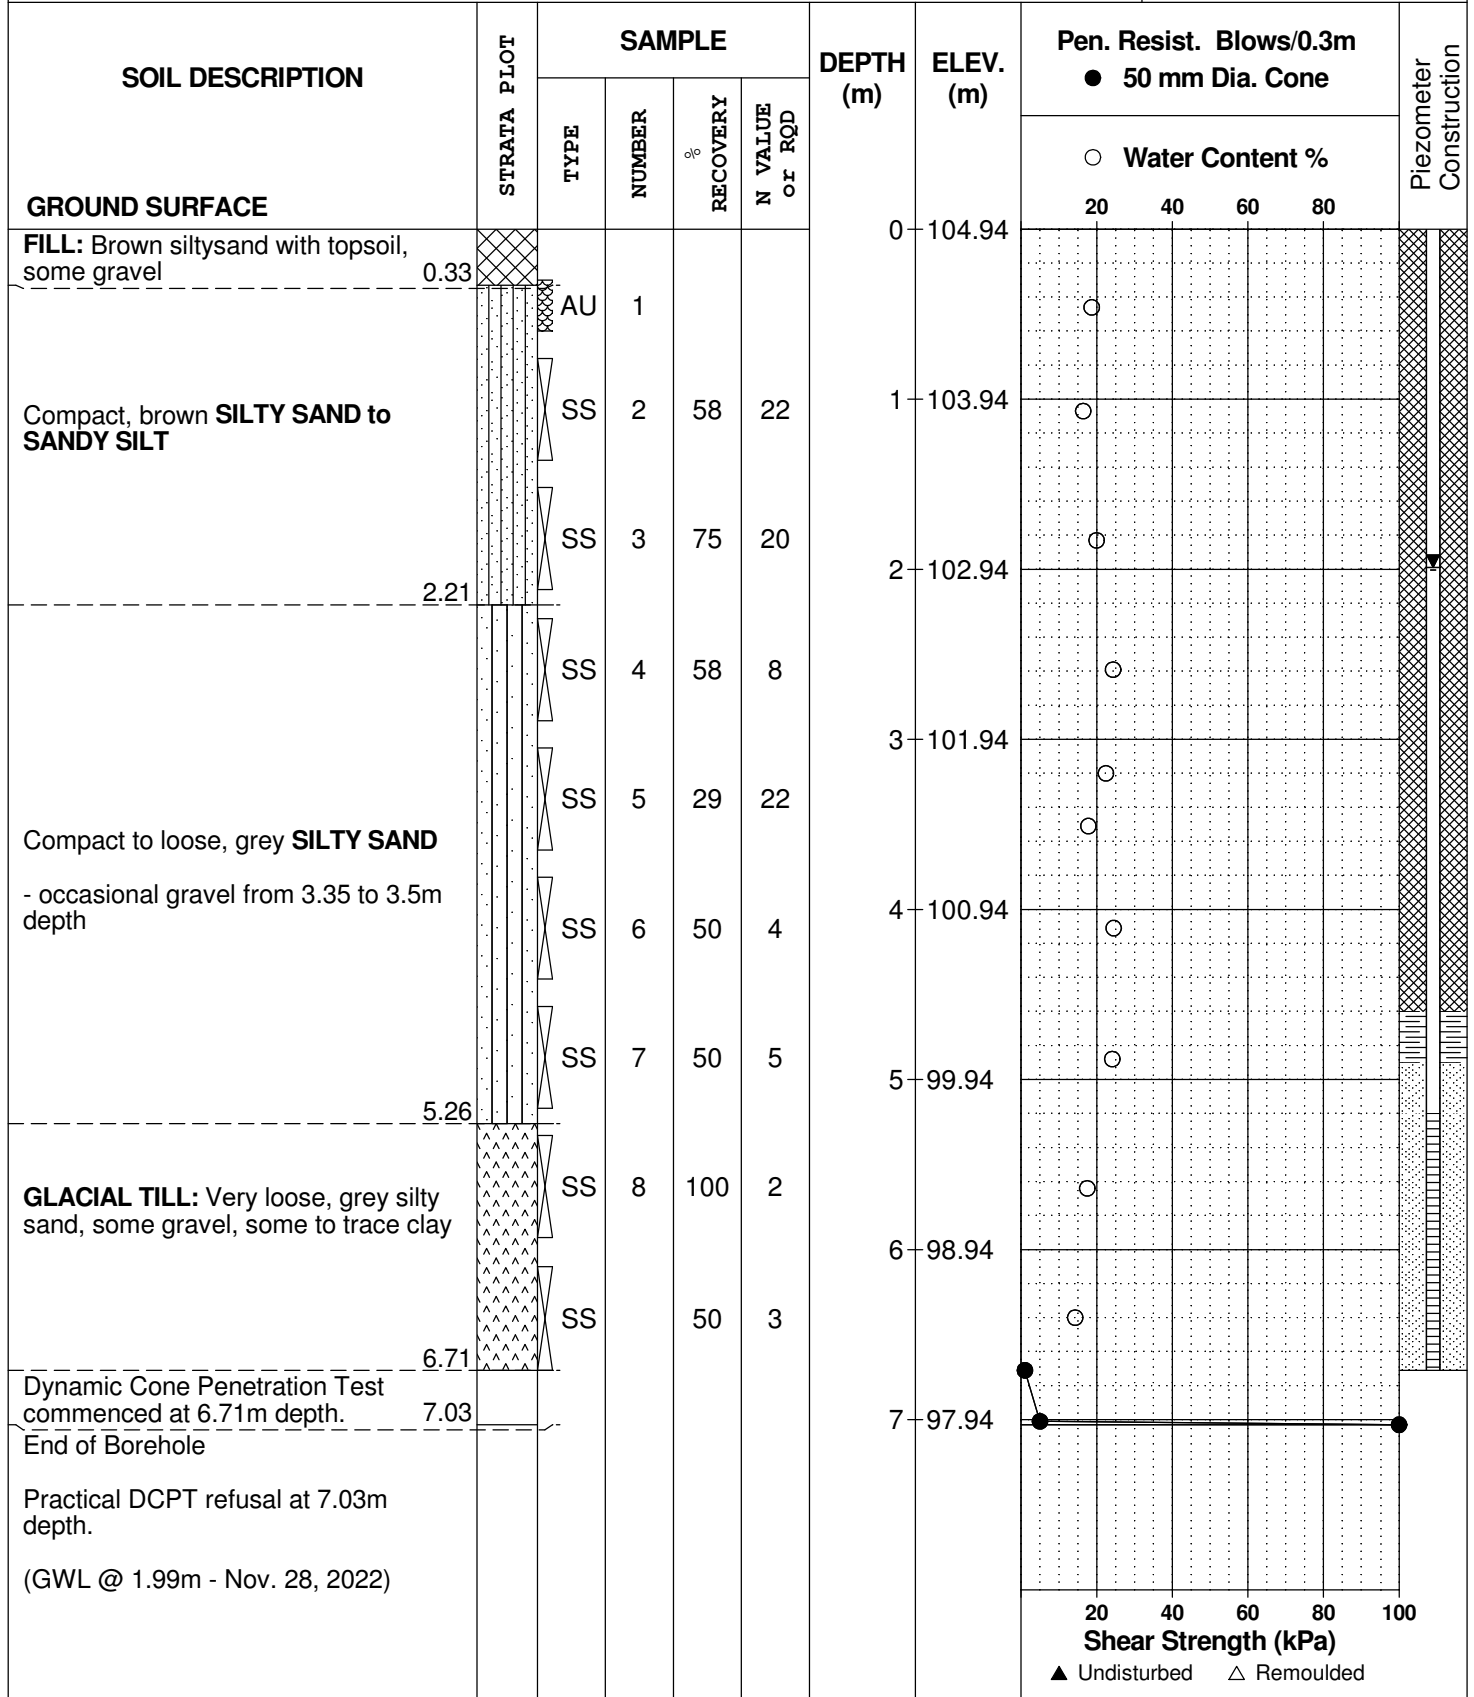 SOIL DESCRIPTION
GROUND SURFACE
STRATA PLOT
SAMPLE
TYPE
NUMBER
%
RECOVERY
N VALUE
or RQD
DEPTH
(m)
ELEV.
(m)
Pen. Resist. Blows/0.3m
● 50 mm Dia. Cone
○ Water Content %
20 40 60 80
Piezometer
Construction
0 104.94
FILL: Brown siltysand with topsoil,
some gravel 0.33
AU 1
Compact, brown SILTY SAND to
SANDY SILT
SS 2 58 22
1 103.94
SS 3 75 20
2 102.94
2.21
SS 4 58 8
3 101.94
SS 5 29 22
Compact to loose, grey SILTY SAND
- occasional gravel from 3.35 to 3.5m
depth
4 100.94
SS 6 50 4
SS 7 50 5
5 99.94
5.26
GLACIAL TILL: Very loose, grey silty
sand, some gravel, some to trace clay
SS 8 100 2
6 98.94
SS 50 3
6.71
Dynamic Cone Penetration Test
commenced at 6.71m depth. 7.03
7 97.94
End of Borehole
Practical DCPT refusal at 7.03m
depth.
(GWL @ 1.99m - Nov. 28, 2022)
20 40 60 80 100
Shear Strength (kPa)
▲ Undisturbed △ Remoulded